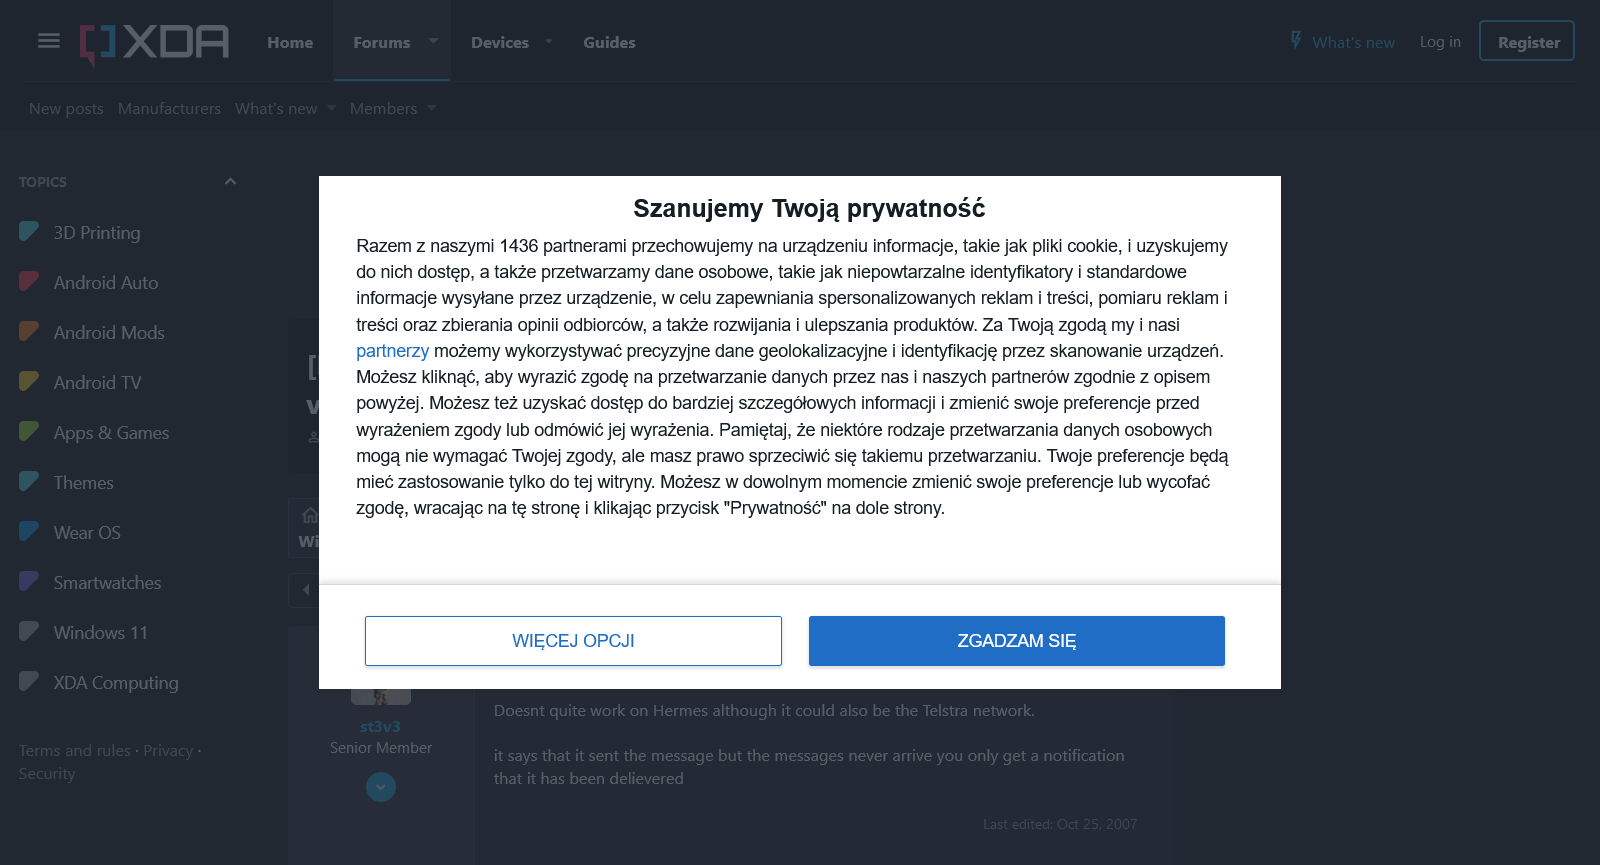 XDA
Home
Forums
Devices
Guides
What's new
Log in
Register
New posts
Manufacturers
What's new
Members
TOPICS
3D Printing
Android Auto
Android Mods
Android TV
Apps & Games
Themes
Wear OS
Smartwatches
Windows 11
XDA Computing
Terms and rules · Privacy ·
Security
Szanujemy Twoją prywatność
Razem z naszymi 1436 partnerami przechowujemy na urządzeniu informacje, takie jak pliki cookie, i uzyskujemy
do nich dostęp, a także przetwarzamy dane osobowe, takie jak niepowtarzalne identyfikatory i standardowe
informacje wysyłane przez urządzenie, w celu zapewniania spersonalizowanych reklam i treści, pomiaru reklam i
treści oraz zbierania opinii odbiorców, a także rozwijania i ulepszania produktów. Za Twoją zgodą my i nasi
partnerzy możemy wykorzystywać precyzyjne dane geolokalizacyjne i identyfikację przez skanowanie urządzeń.
Możesz kliknąć, aby wyrazić zgodę na przetwarzanie danych przez nas i naszych partnerów zgodnie z opisem
powyżej. Możesz też uzyskać dostęp do bardziej szczegółowych informacji i zmienić swoje preferencje przed
wyrażeniem zgody lub odmówić jej wyrażenia. Pamiętaj, że niektóre rodzaje przetwarzania danych osobowych
mogą nie wymagać Twojej zgody, ale masz prawo sprzeciwić się takiemu przetwarzaniu. Twoje preferencje będą
mieć zastosowanie tylko do tej witryny. Możesz w dowolnym momencie zmienić swoje preferencje lub wycofać
zgodę, wracając na tę stronę i klikając przycisk "Prywatność" na dole strony.
WIĘCEJ OPCJI
ZGADZAM SIĘ
st3v3
Senior Member
Doesnt quite work on Hermes although it could also be the Telstra network.
it says that it sent the message but the messages never arrive you only get a notification
that it has been delievered
Last edited: Oct 25, 2007